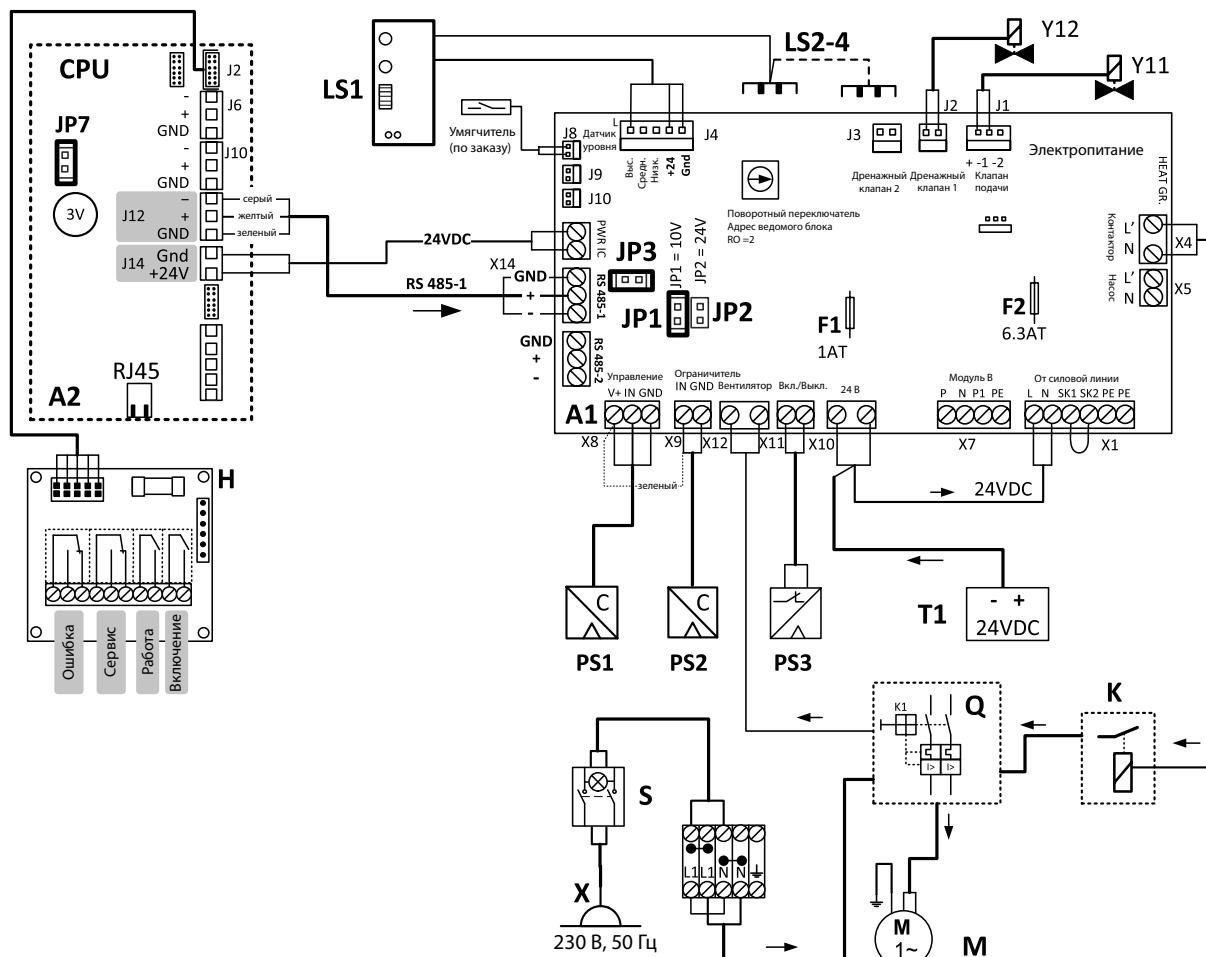 CPU
J2
-
+
GND
J6
JP7
-
+
GND
J10
3V
J12
–
+
GND
серый
желтый
зеленый
J14
Gnd
+24V
RJ45
A2
H
Ошибка
Сервис
Работа
Включение
LS1
LS2-4
Y12
Y11
Умягчитель
(по заказу)
J8
Датчик
уровня
J9
J10
L
J4
Выс.
Средн.
Низк.
+24
Gnd
J3
J2
J1
+ -1 -2
Дренажный
клапан 2
Дренажный
клапан 1
Клапан
подачи
Электропитание
HEAT GR.
Поворотный переключатель
Адрес ведомого блока
RO =2
Контактор
L'
N
X4
Насос
L'
N
X5
24VDC
PWR IC
X14
GND
+
-
RS 485-1
RS 485-1
JP3
JP1 = 10V
JP2 = 24V
JP1
JP2
F1
1AT
F2
6.3AT
GND
+
-
RS 485-2
A1
Управление
V+ IN GND
Ограничитель
IN GND
Вентилятор
Вкл./Выкл.
24 В
Модуль В
P N P1 PE
От силовой линии
L N SK1 SK2 PE PE
X8
X9
X12
X11
X10
X7
X1
зеленый
24VDC
C
PS1
C
PS2
PS3
T1
- +
24VDC
K1
I>
I>
Q
K
S
L1 L1 N N
X
230 В, 50 Гц
M
1~
M